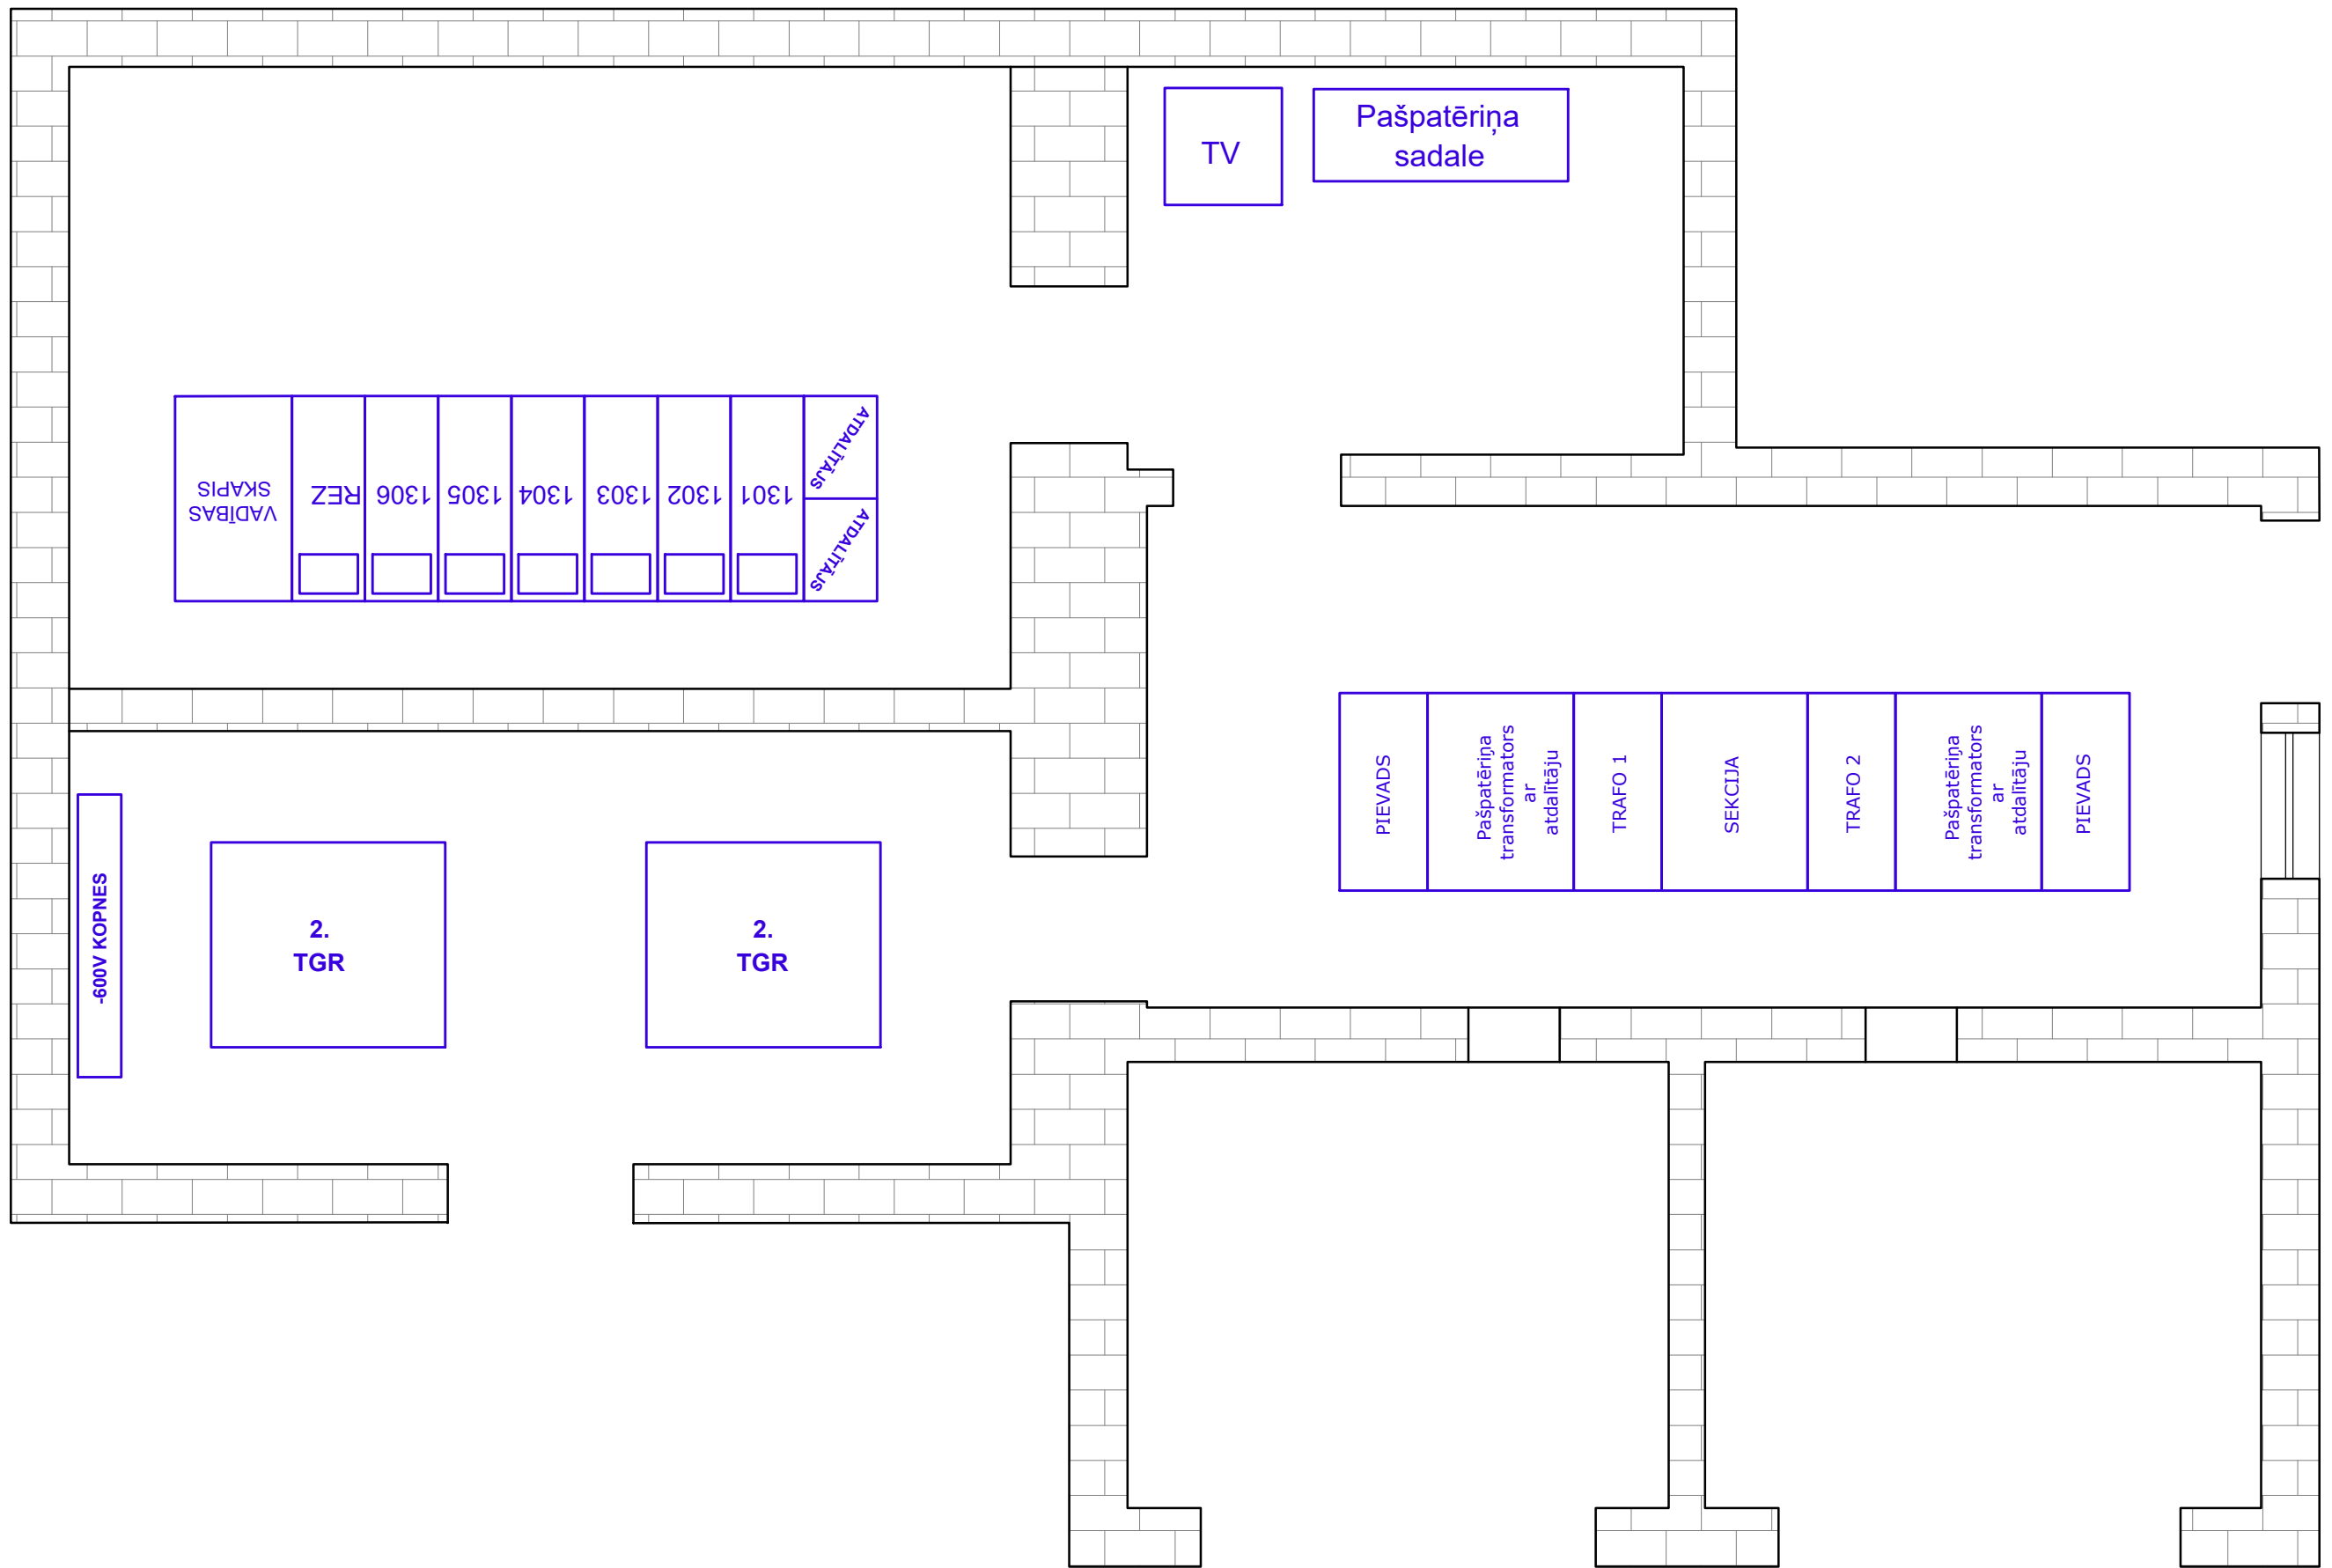 TV
Pašpatēriņa
sadale
VADĪBAS
SKAPIS
REZ
1306
1305
1304
1303
1302
1301
ATDALĪTĀJS
ATDALĪTĀJS
PIEVADS
Pašpatēriņa
transformators
ar
atdalītāju
TRAFO 1
SEKCIJA
TRAFO 2
Pašpatēriņa
transformators
ar
atdalītāju
PIEVADS
-600V KOPNES
2.
TGR
2.
TGR